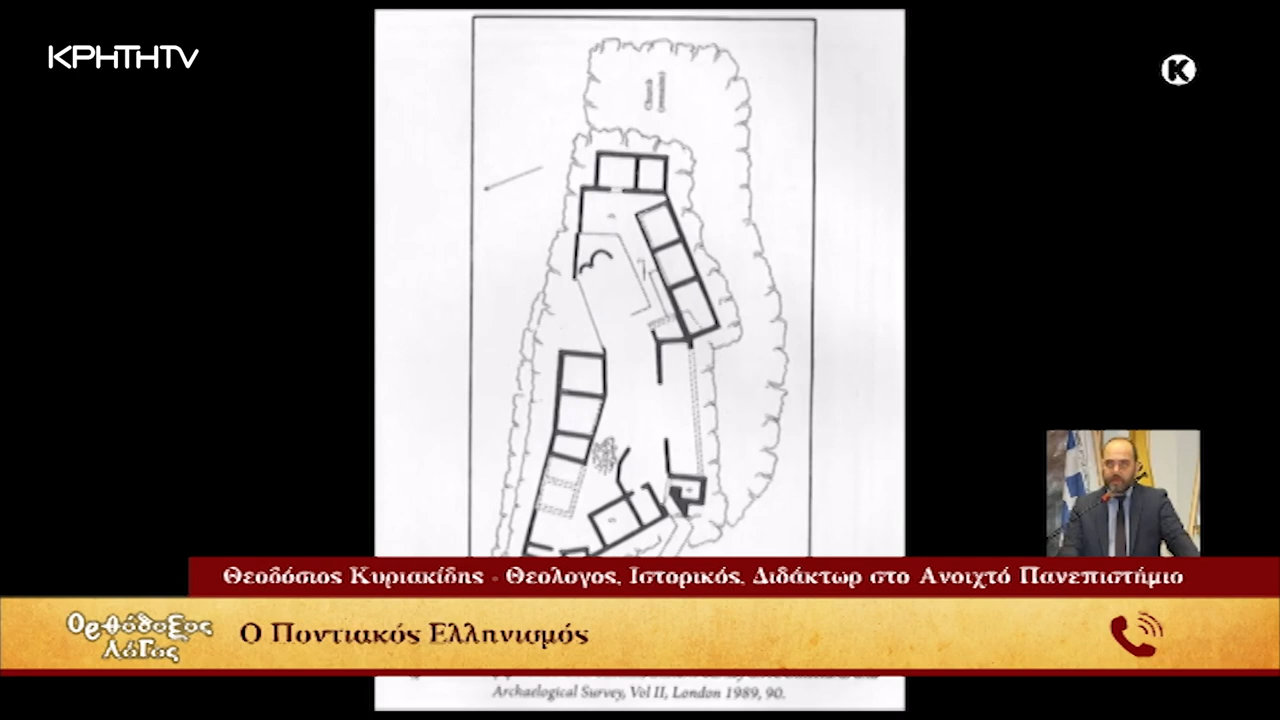 ΚΡΗΤΗTV
K
Θεοδόσιος Κυριακίδης - Θεολόγος, Ιστορικός, Διδάκτωρ στο Ανοιχτό Πανεπιστήμιο
Ορθόδοξος
Λόγος
Ο Ποντιακός Ελληνισμός
Archaelogical Survey, Vol II, London 1989, 90.